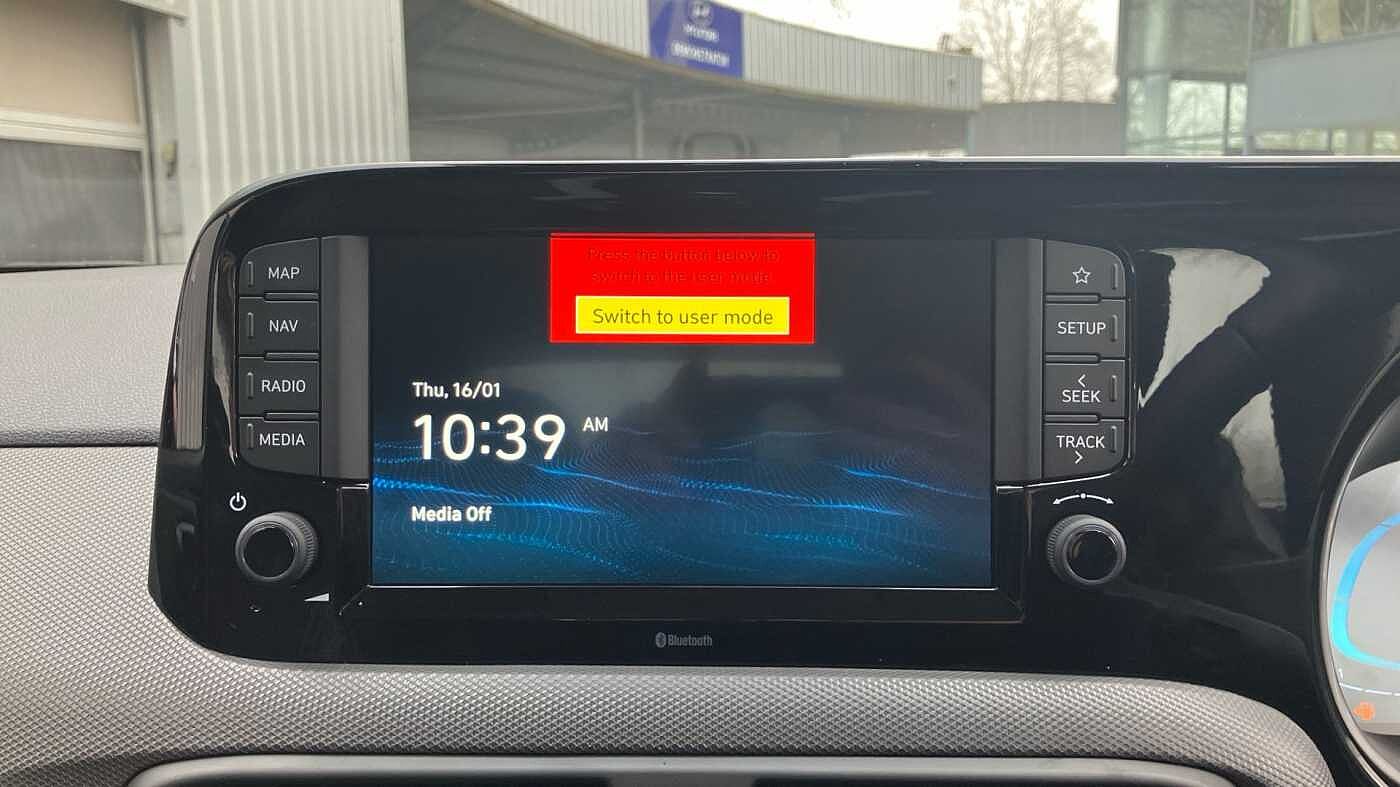 HYUNDAI
MAP
NAV
RADIO
MEDIA
Press the button below to
switch to the user mode.
Switch to user mode
Thu, 16/01
10:39 AM
Media Off
☆
SETUP
<
SEEK
TRACK
>
Bluetooth